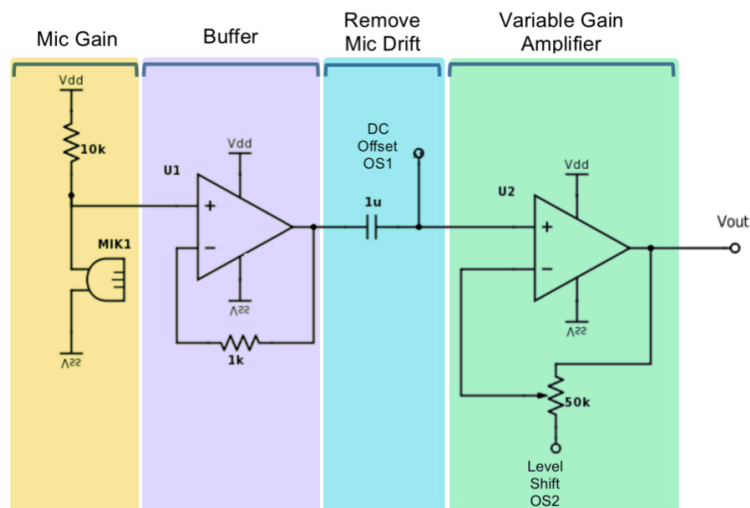 Mic Gain
Buffer
Remove
Mic Drift
Variable Gain
Amplifier
Vdd
10k
MIK1
Vss
U1
Vdd
+
−
Vss
1k
DC
Offset
OS1
1u
U2
Vdd
+
−
Vss
50k
Level
Shift
OS2
Vout